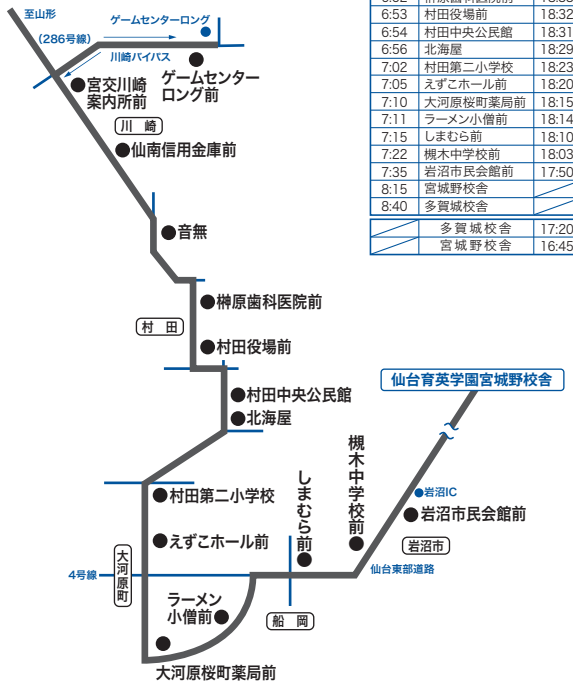 至山形
ゲームセンターロング
(286号線)
川崎バイパス
宮交川崎
案内所前
ゲームセンター
ロング前
川 崎
仙南信用金庫前
音無
榊原歯科医院前
村 田
村田役場前
村田中央公民館
北海屋
村田第二小学校
えずこホール前
大河原町
4号線
ラーメン
小僧前
大河原桜町薬局前
しまむら前
船 岡
槻木中学校前
仙台育英学園宮城野校舎
岩沼IC
岩沼市民会館前
岩沼市
仙台東部道路
6:53 村田役場前 18:32
6:54 村田中央公民館 18:31
6:56 北海屋 18:29
7:02 村田第二小学校 18:23
7:05 えずこホール前 18:20
7:10 大河原桜町薬局前 18:15
7:11 ラーメン小僧前 18:14
7:15 しまむら前 18:10
7:22 槻木中学校前 18:03
7:35 岩沼市民会館前 17:50
8:15 宮城野校舎
8:40 多賀城校舎
多賀城校舎 17:20
宮城野校舎 16:45